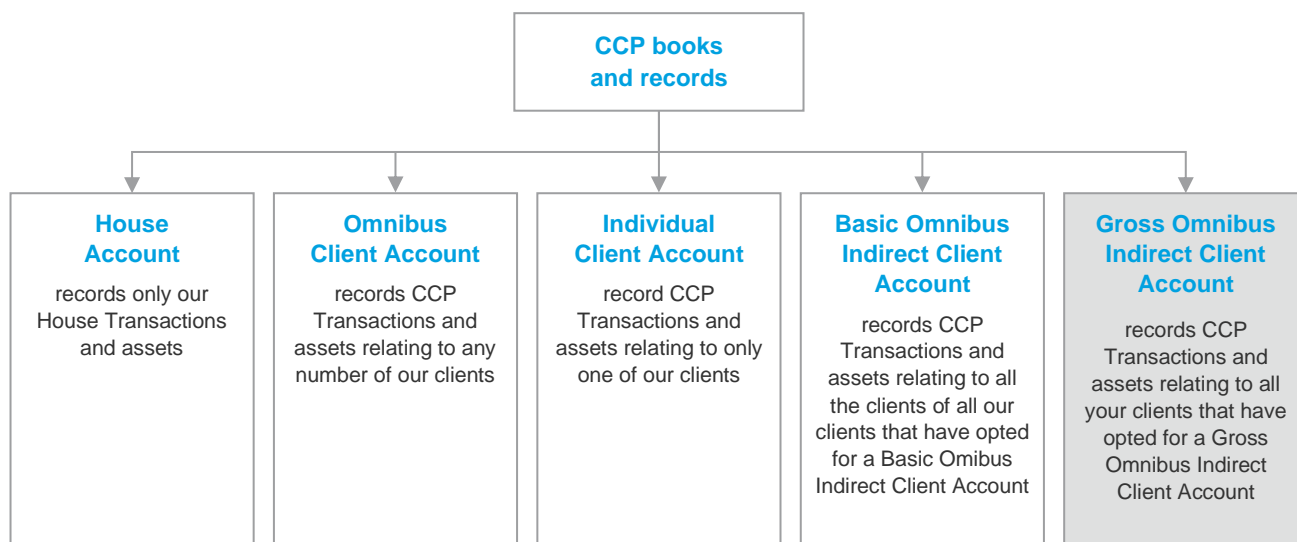 CCP books
and records
House
Account
records only our
House Transactions
and assets
Omnibus
Client Account
records CCP
Transactions and
assets relating to any
number of our clients
Individual
Client Account
record CCP
Transactions and
assets relating to only
one of our clients
Basic Omnibus
Indirect Client
Account
records CCP
Transactions and
assets relating to all
the clients of all our
clients that have opted
for a Basic Omibus
Indirect Client Account
Gross Omnibus
Indirect Client
Account
records CCP
Transactions and
assets relating to all
your clients that have
opted for a Gross
Omnibus Indirect
Client Account